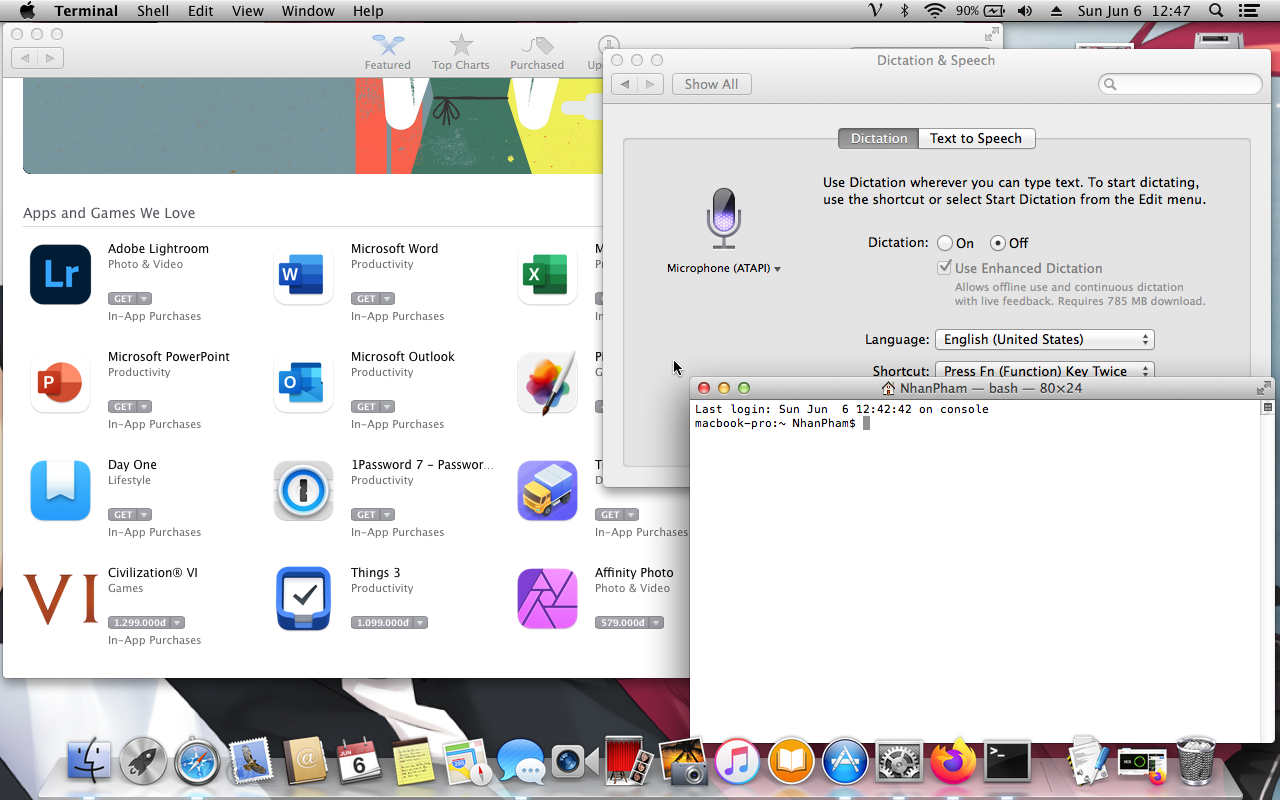 Terminal Shell Edit View Window Help
V 90% Sun Jun 6 12:47
Featured Top Charts Purchased
Apps and Games We Love
Adobe Lightroom
Photo & Video
GET
In-App Purchases
Microsoft Word
Productivity
GET
In-App Purchases
Microsoft PowerPoint
Productivity
GET
In-App Purchases
Microsoft Outlook
Productivity
GET
In-App Purchases
Day One
Lifestyle
GET
In-App Purchases
1Password 7 – Passwor...
Productivity
GET
In-App Purchases
GET
In-App Purchases
Civilization® VI
Games
1.299.000đ
In-App Purchases
Things 3
Productivity
1.099.000đ
Affinity Photo
Photo & Video
579.000đ
Lr
W
X
P
O
VI
Dictation & Speech
Show All
Dictation Text to Speech
Use Dictation wherever you can type text. To start dictating,
use the shortcut or select Start Dictation from the Edit menu.
Microphone (ATAPI)
Dictation: On Off
Use Enhanced Dictation
Allows offline use and continuous dictation
with live feedback. Requires 785 MB download.
Language: English (United States)
Shortcut: Press Fn (Function) Key Twice
NhanPham — bash — 80×24
Last login: Sun Jun  6 12:42:42 on console
macbook-pro:~ NhanPham$
JUN
6
>_